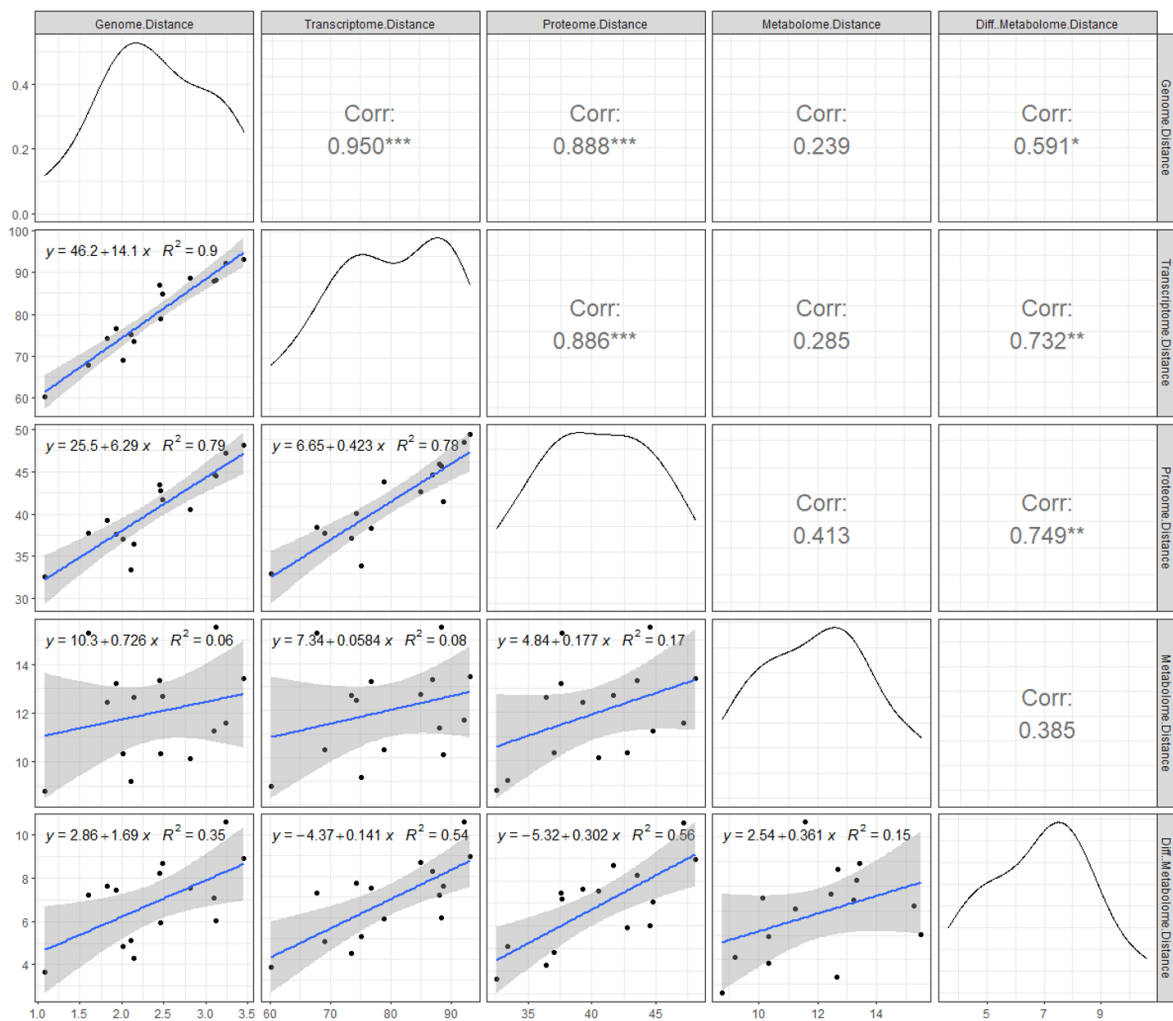 Genome.Distance
Transcriptome.Distance
Proteome.Distance
Metabolome.Distance
Diff..Metabolome.Distance
0.4
0.2
0.0
Corr:
0.950***
Corr:
0.888***
Corr:
0.239
Corr:
0.591*
Genome.Distance
100
90
80
70
60
y = 46.2 + 14.1 x R² = 0.9
Corr:
0.886***
Corr:
0.285
Corr:
0.732**
Transcriptome.Distance
50
45
40
35
30
y = 25.5 + 6.29 x R² = 0.79
y = 6.65 + 0.423 x R² = 0.78
Corr:
0.413
Corr:
0.749**
Proteome.Distance
14
12
10
y = 10.3 + 0.726 x R² = 0.06
y = 7.34 + 0.0584 x R² = 0.08
y = 4.84 + 0.177 x R² = 0.17
Corr:
0.385
Metabolome.Distance
10
8
6
4
y = 2.86 + 1.69 x R² = 0.35
y = −4.37 + 0.141 x R² = 0.54
y = −5.32 + 0.302 x R² = 0.56
y = 2.54 + 0.361 x R² = 0.15
Diff..Metabolome.Distance
1.0 1.5 2.0 2.5 3.0 3.5
60 70 80 90
35 40 45
10 12 14
5 7 9